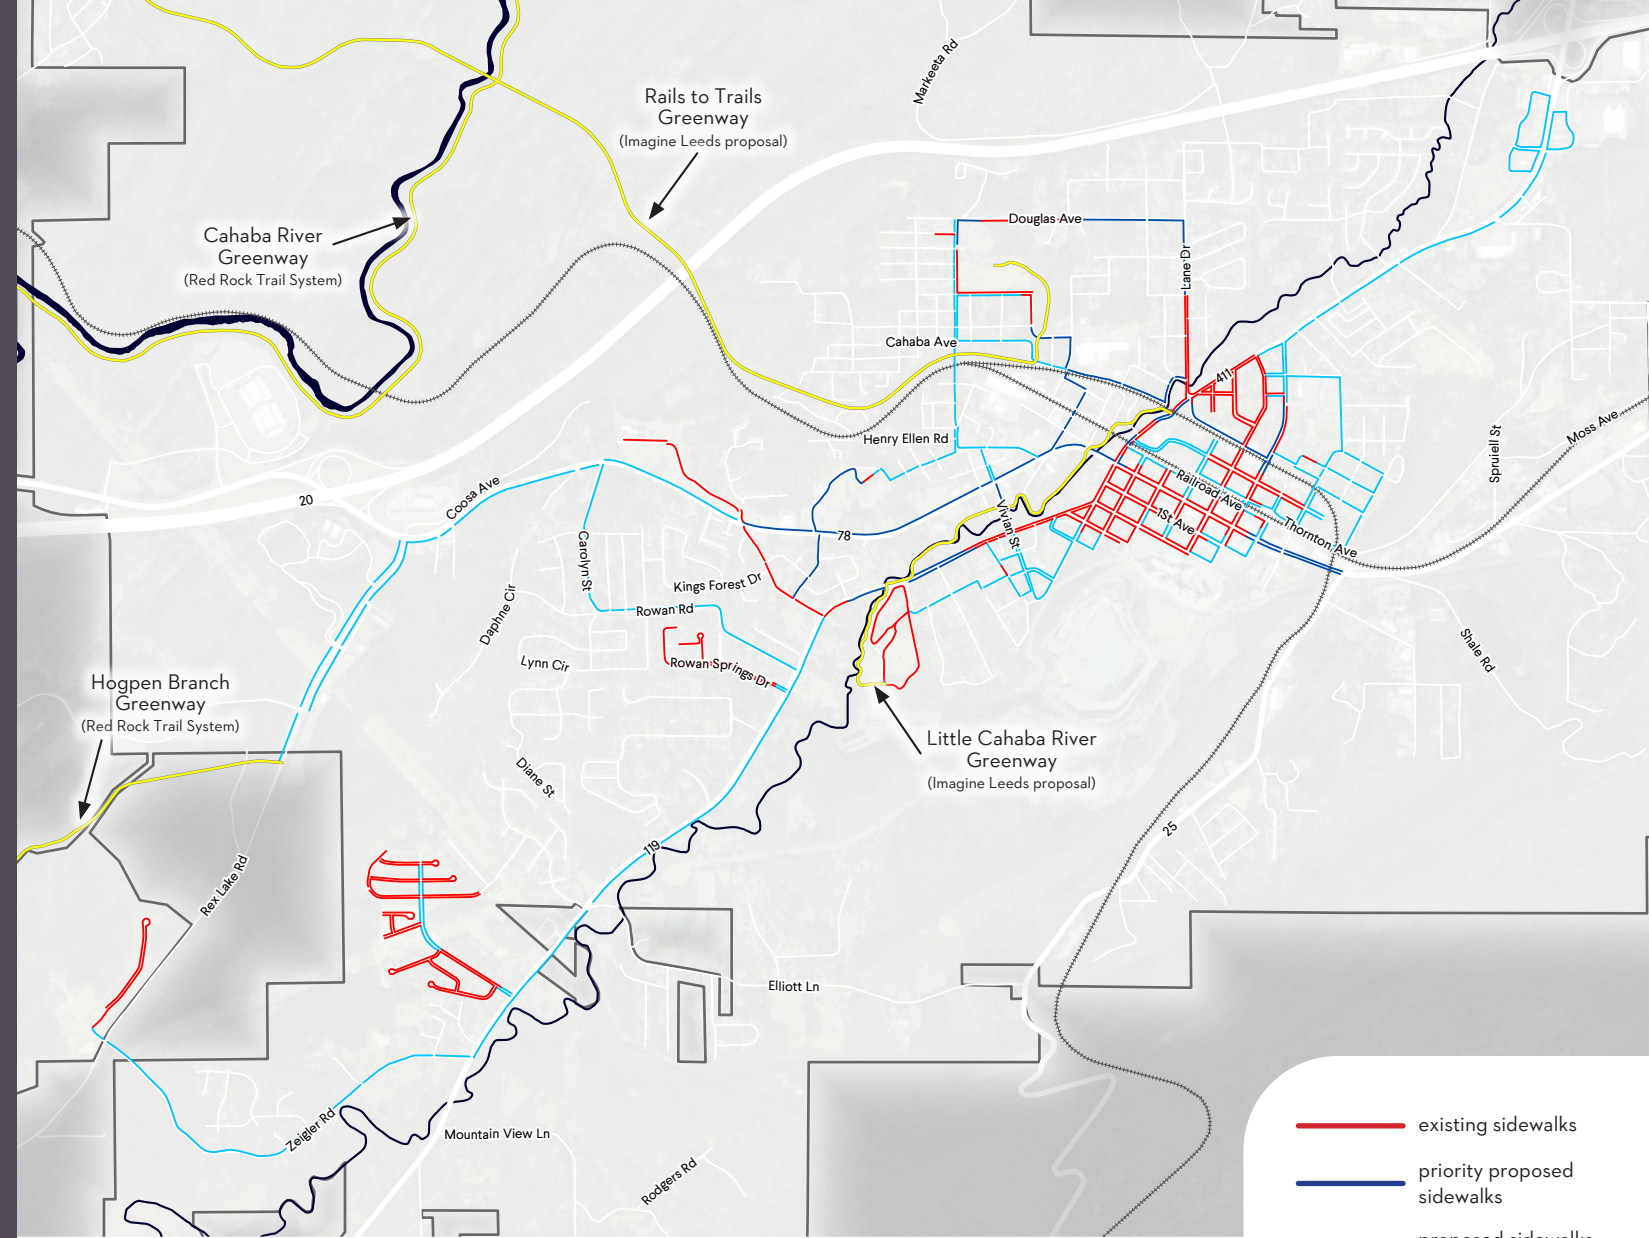 Markeeta Rd
Rails to Trails
Greenway
(Imagine Leeds proposal)
Cahaba River
Greenway
(Red Rock Trail System)
Douglas Ave
Lane Dr
Cahaba Ave
411
Henry Ellen Rd
Moss Ave
Spruiell St
Railroad Ave
1St Ave
Thornton Ave
Vivian St
20
Coosa Ave
78
Carolyn St
Kings Forest Dr
Rowan Rd
Daphne Cir
Lynn Cir
Rowan Springs Dr
Shale Rd
Hogpen Branch
Greenway
(Red Rock Trail System)
Little Cahaba River
Greenway
(Imagine Leeds proposal)
Diane St
25
119
Rex Lake Rd
Elliott Ln
Zeigler Rd
Mountain View Ln
Rodgers Rd
existing sidewalks
priority proposed
sidewalks
proposed sidewalks